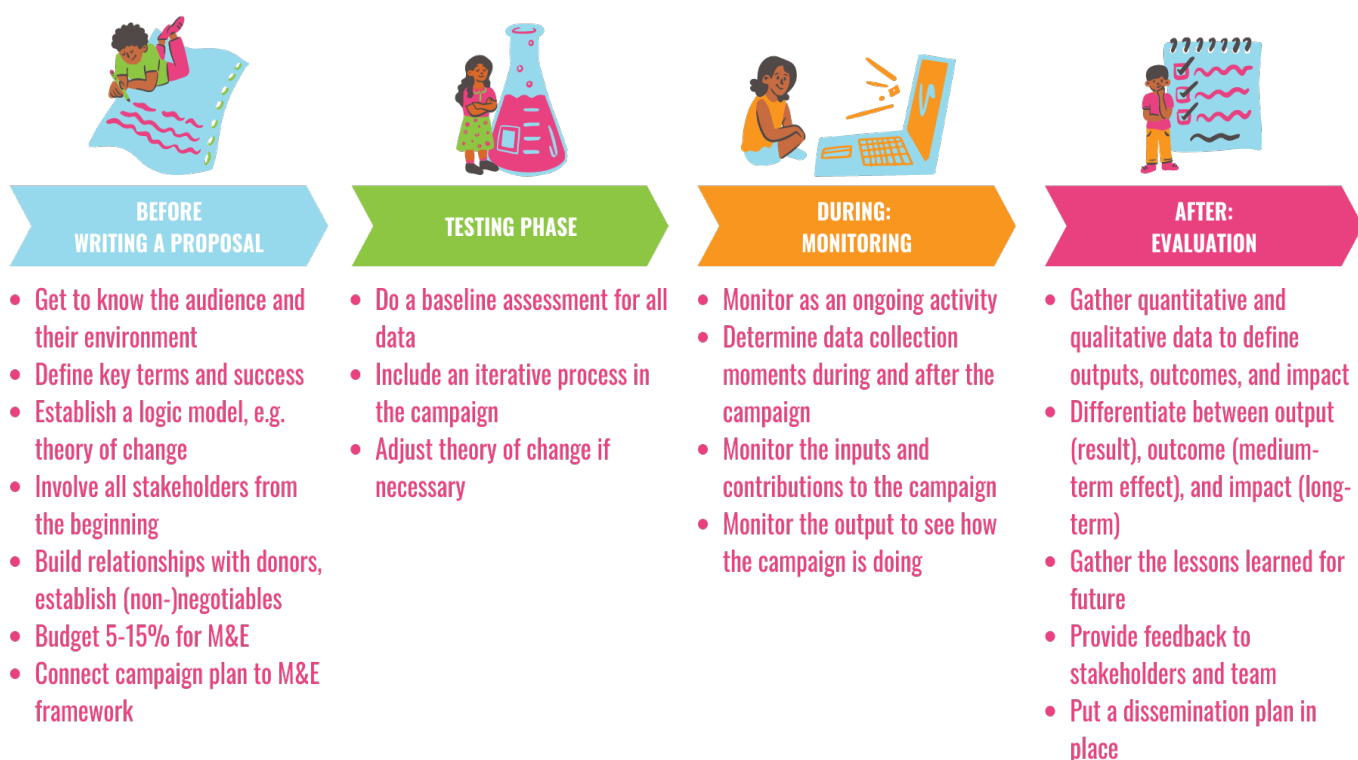 BEFORE
WRITING A PROPOSAL
• Get to know the audience and
their environment
• Define key terms and success
• Establish a logic model, e.g.
theory of change
• Involve all stakeholders from
the beginning
• Build relationships with donors,
establish (non-)negotiables
• Budget 5-15% for M&E
• Connect campaign plan to M&E
framework
TESTING PHASE
• Do a baseline assessment for all
data
• Include an iterative process in
the campaign
• Adjust theory of change if
necessary
DURING:
MONITORING
• Monitor as an ongoing activity
• Determine data collection
moments during and after the
campaign
• Monitor the inputs and
contributions to the campaign
• Monitor the output to see how
the campaign is doing
AFTER:
EVALUATION
• Gather quantitative and
qualitative data to define
outputs, outcomes, and impact
• Differentiate between output
(result), outcome (medium-
term effect), and impact (long-
term)
• Gather the lessons learned for
future
• Provide feedback to
stakeholders and team
• Put a dissemination plan in
place